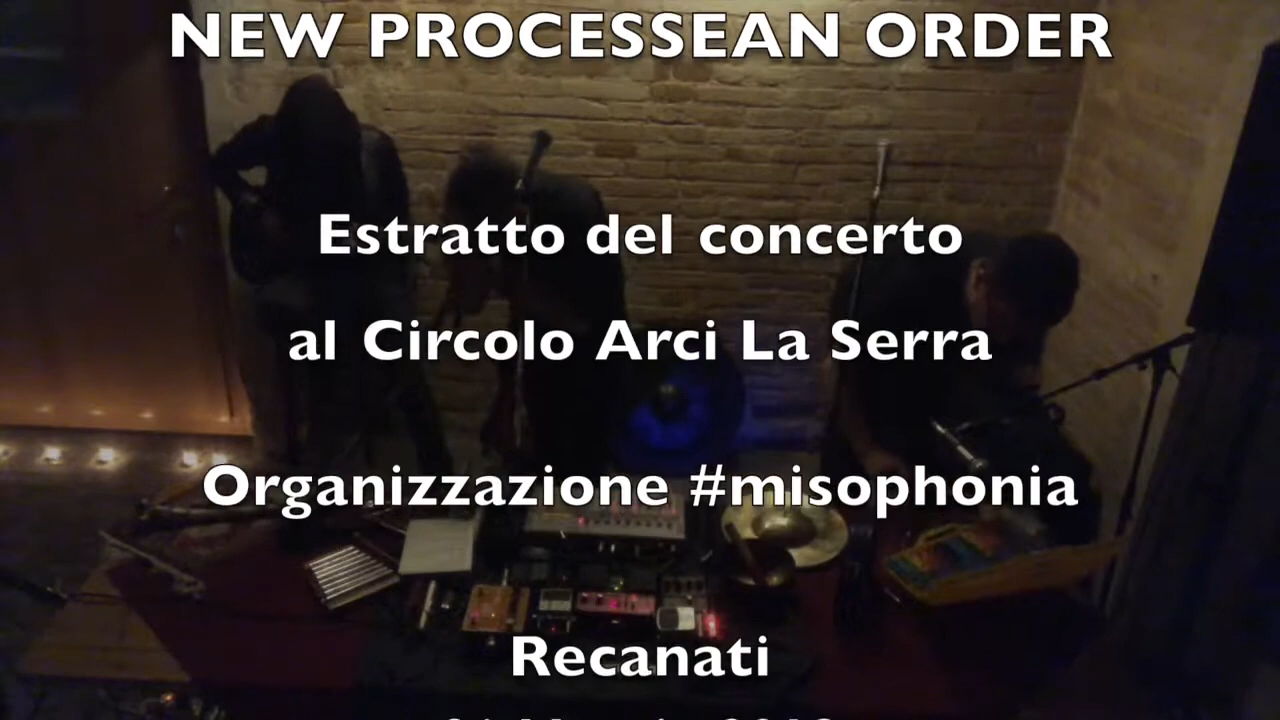 NEW PROCESSEAN ORDER
Estratto del concerto
al Circolo Arci La Serra
Organizzazione #misophonia
Recanati